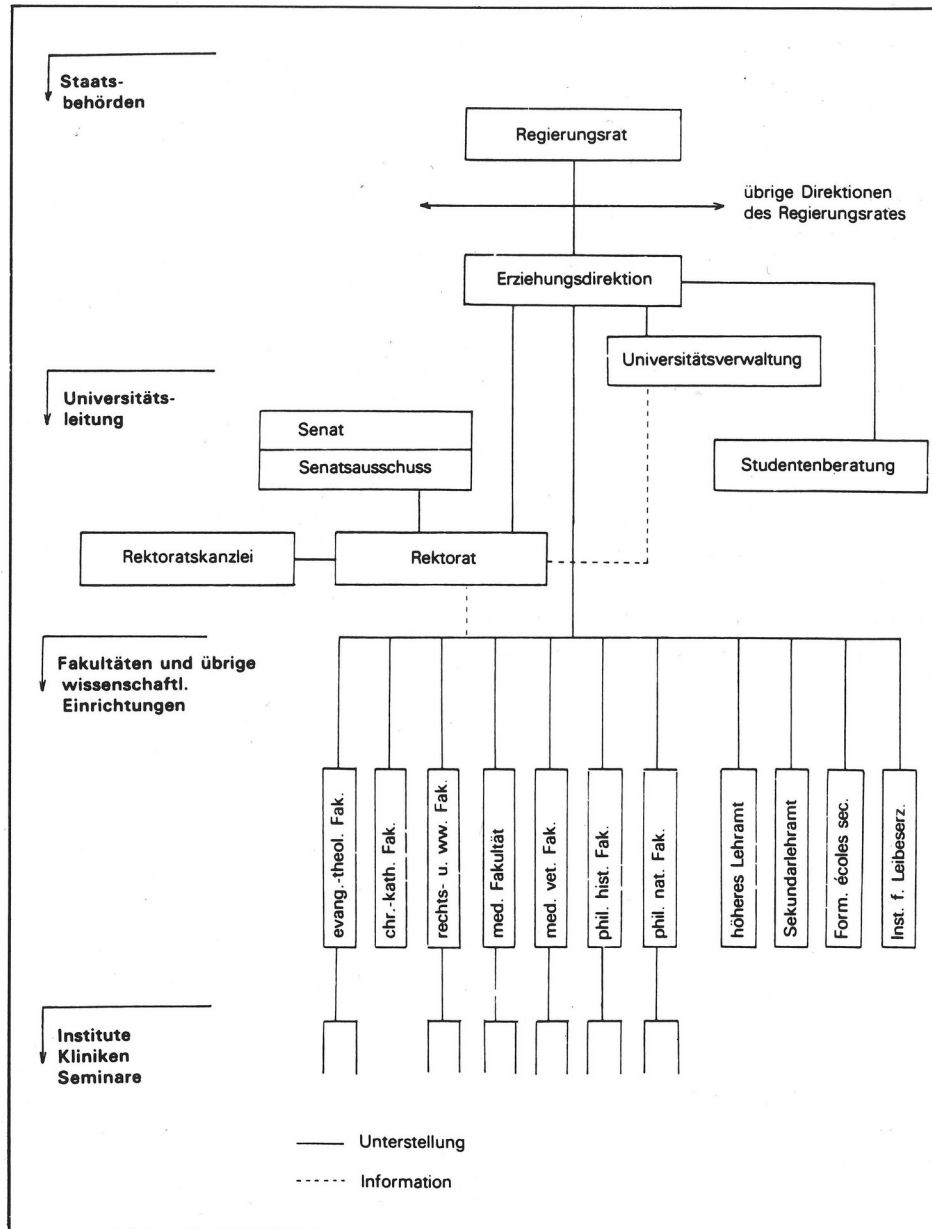 Staats-
behörden
Regierungsrat
übrige Direktionen
des Regierungsrates
Erziehungsdirektion
Universitätsverwaltung
Universitäts-
leitung
Senat
Senatsausschuss
Studentenberatung
Rektoratskanzlei
Rektorat
Fakultäten und übrige
wissenschaftl.
Einrichtungen
evang.-theol. Fak.
chr.-kath. Fak.
rechts- u. ww. Fak.
med. Fakultät
med. vet. Fak.
phil. hist. Fak.
phil. nat. Fak.
höheres Lehramt
Sekundarlehramt
Form. écoles sec.
Inst. f. Leibeserz.
Institute
Kliniken
Seminare
Unterstellung
Information